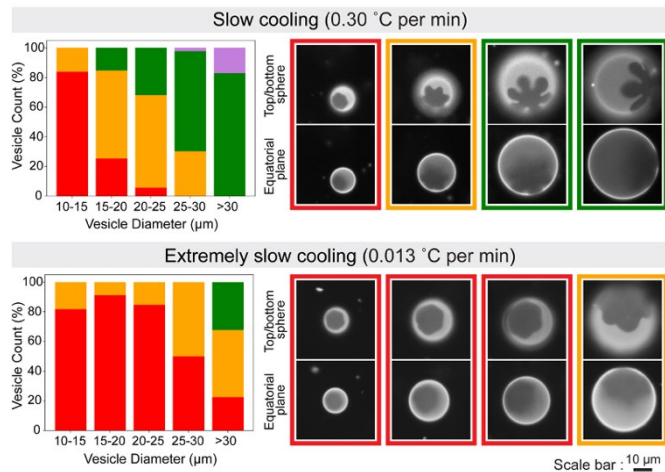 Slow cooling (0.30 ˚C per min)
Vesicle Count (%)
100
80
60
40
20
0
10-15 15-20 20-25 25-30 >30
Vesicle Diameter (µm)
Top/bottom
sphere
Equatorial
plane
Extremely slow cooling (0.013 ˚C per min)
Vesicle Count (%)
100
80
60
40
20
0
10-15 15-20 20-25 25-30 >30
Vesicle Diameter (µm)
Top/bottom
sphere
Equatorial
plane
Scale bar : 10 µm